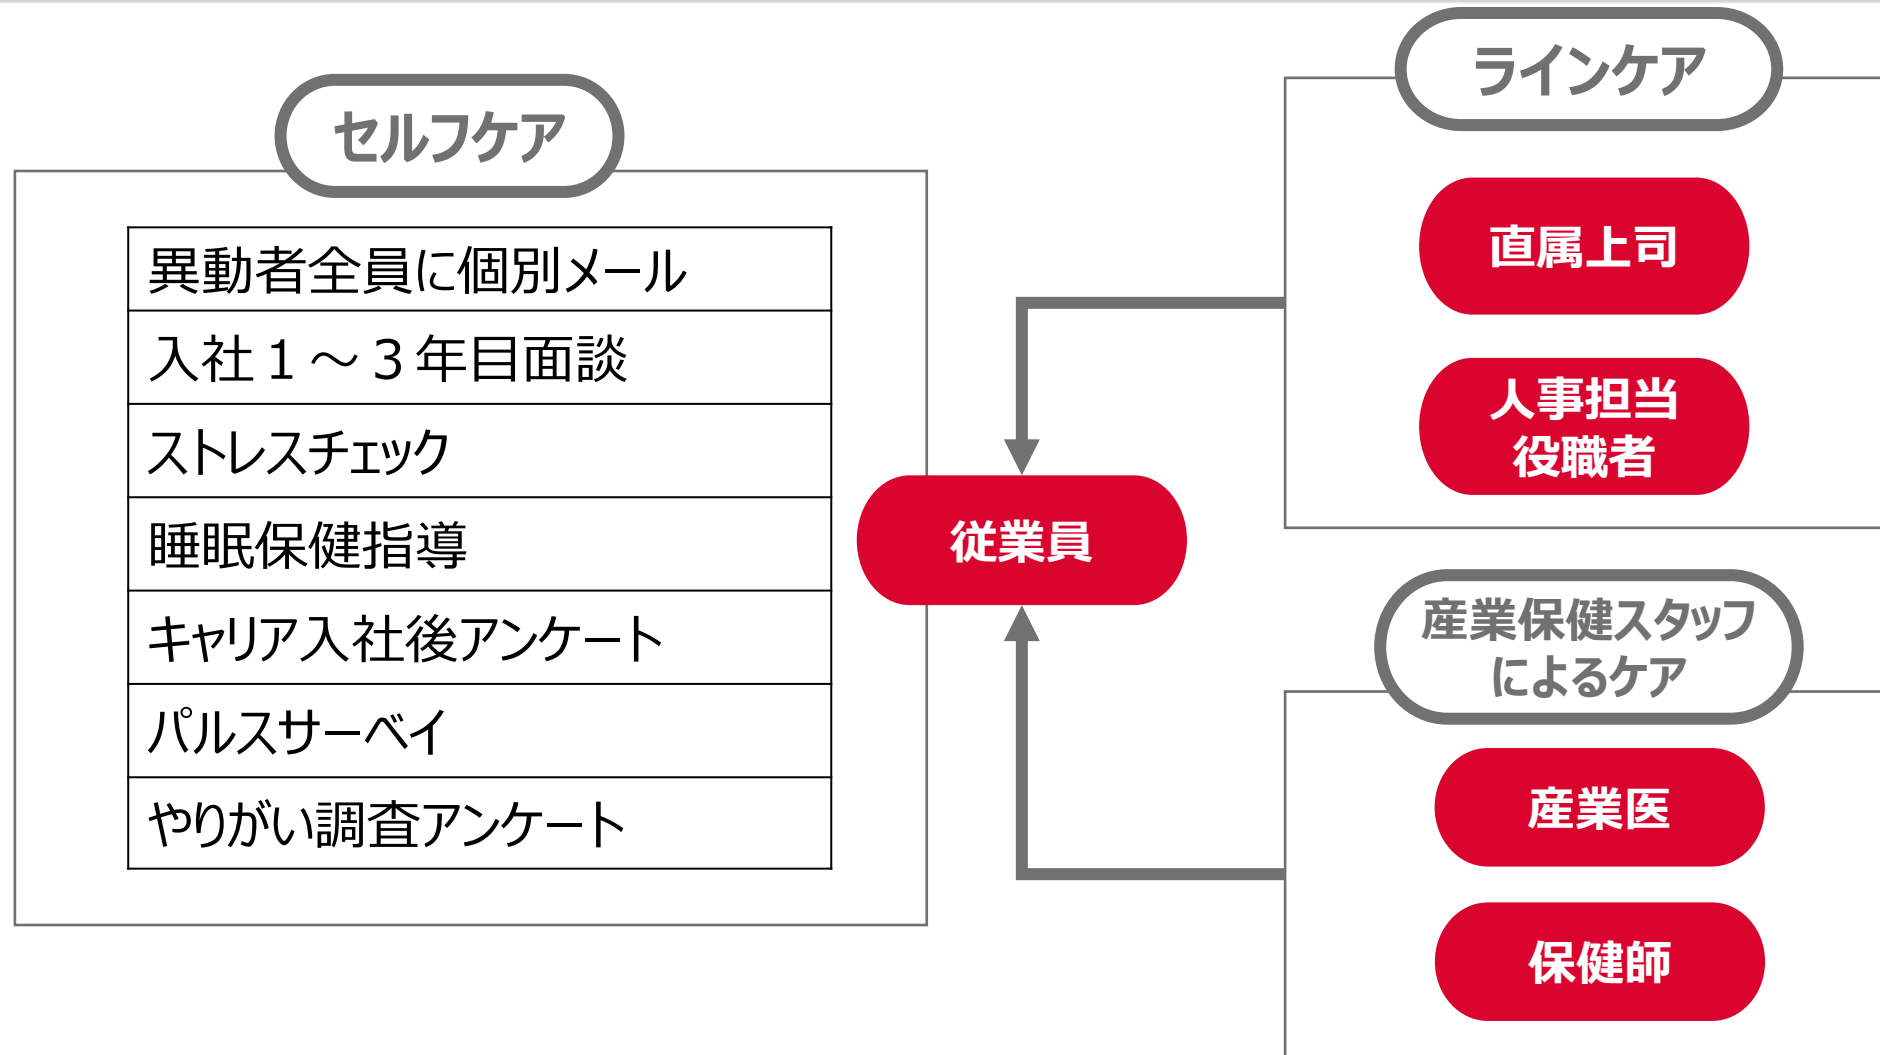 セルフケア
異動者全員に個別メール
入社１～３年目面談
ストレスチェック
睡眠保健指導
キャリア入社後アンケート
パルスサーベイ
やりがい調査アンケート
従業員
ラインケア
直属上司
人事担当
役職者
産業保健スタッフ
によるケア
産業医
保健師